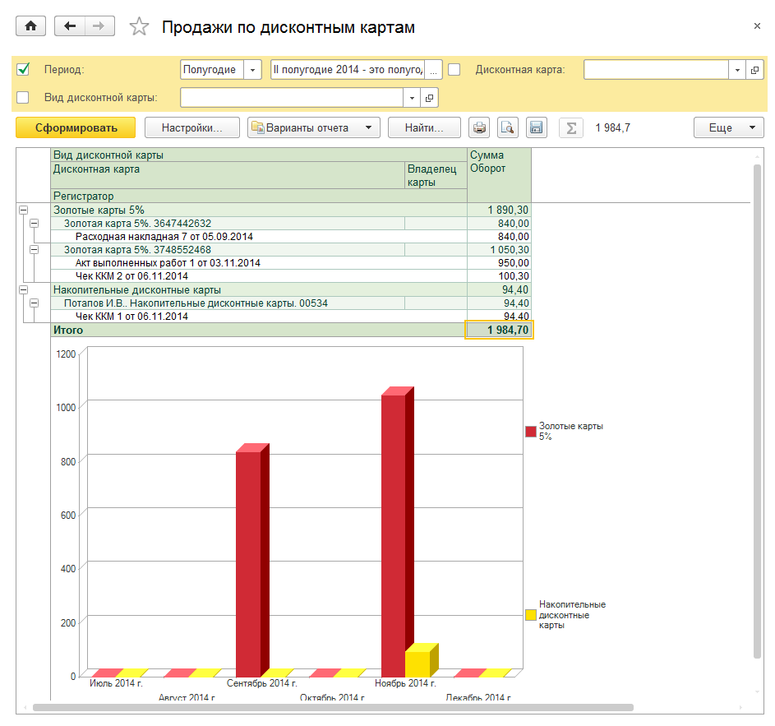 Продажи по дисконтным картам
×
Период:
Полугодие
II полугодие 2014 - это полугод
...
Дисконтная карта:
Вид дисконтной карты:
Сформировать
Настройки...
Варианты отчета
Найти...
Σ
1 984,7
Еще
Вид дисконтной карты Сумма
Дисконтная карта Владелец Оборот
карты
Регистратор
Золотые карты 5% 1 890,30
Золотая карта 5%. 3647442632 840,00
Расходная накладная 7 от 05.09.2014 840,00
Золотая карта 5%. 3748552468 1 050,30
Акт выполненных работ 1 от 03.11.2014 950,00
Чек ККМ 2 от 06.11.2014 100,30
Накопительные дисконтные карты 94,40
Потапов И.В.. Накопительные дисконтные карты. 00534 94,40
Чек ККМ 1 от 06.11.2014 94,40
Итого 1 984,70
1200
1000
800
600
400
200
0
Золотые карты
5%
Накопительные
дисконтные
карты
Июль 2014 г. Сентябрь 2014 г. Ноябрь 2014 г.
Август 2014 г. Октябрь 2014 г. Декабрь 2014 г.